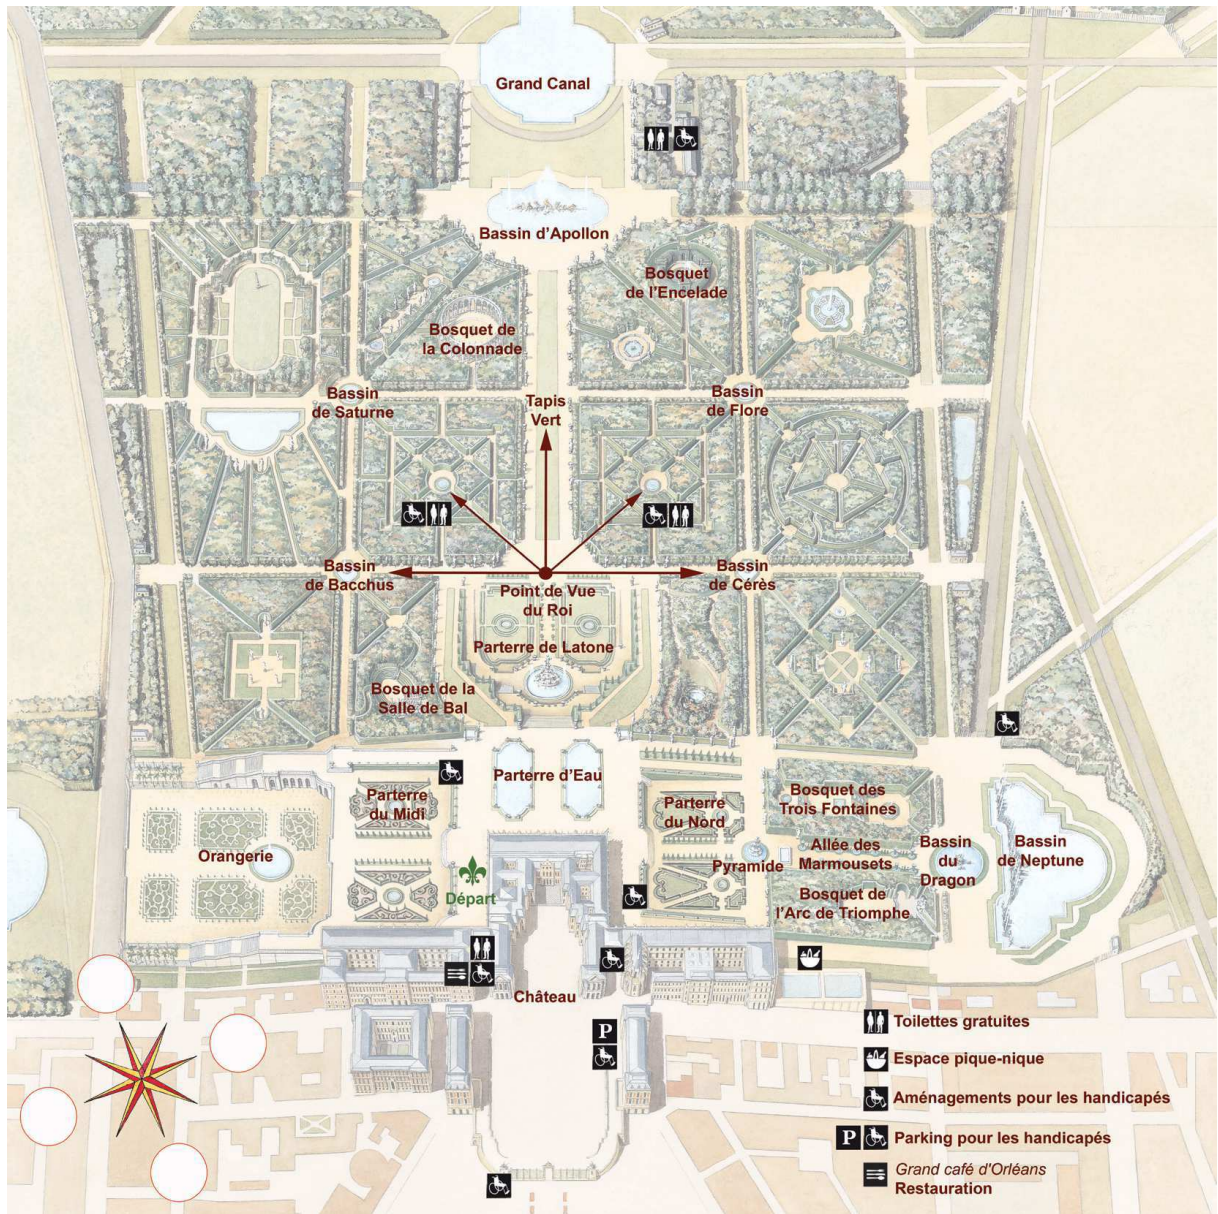 Grand Canal
Bassin d'Apollon
Bosquet
de l'Encelade
Bosquet de
la Colonnade
Bassin
de Saturne
Tapis
Vert
Bassin
de Flore
Bassin
de Bacchus
Bassin
de Cérès
Point de Vue
du Roi
Parterre de Latone
Bosquet de la
Salle de Bal
Parterre d'Eau
Parterre
du Midi
Parterre
du Nord
Bosquet des
Trois Fontaines
Orangerie
Pyramide
Allée des
Marmousets
Bassin
du
Dragon
Bassin
de Neptune
Départ
Bosquet de
l'Arc de Triomphe
Château
P
Toilettes gratuites
Espace pique-nique
Aménagements pour les handicapés
P
Parking pour les handicapés
Grand café d'Orléans
Restauration